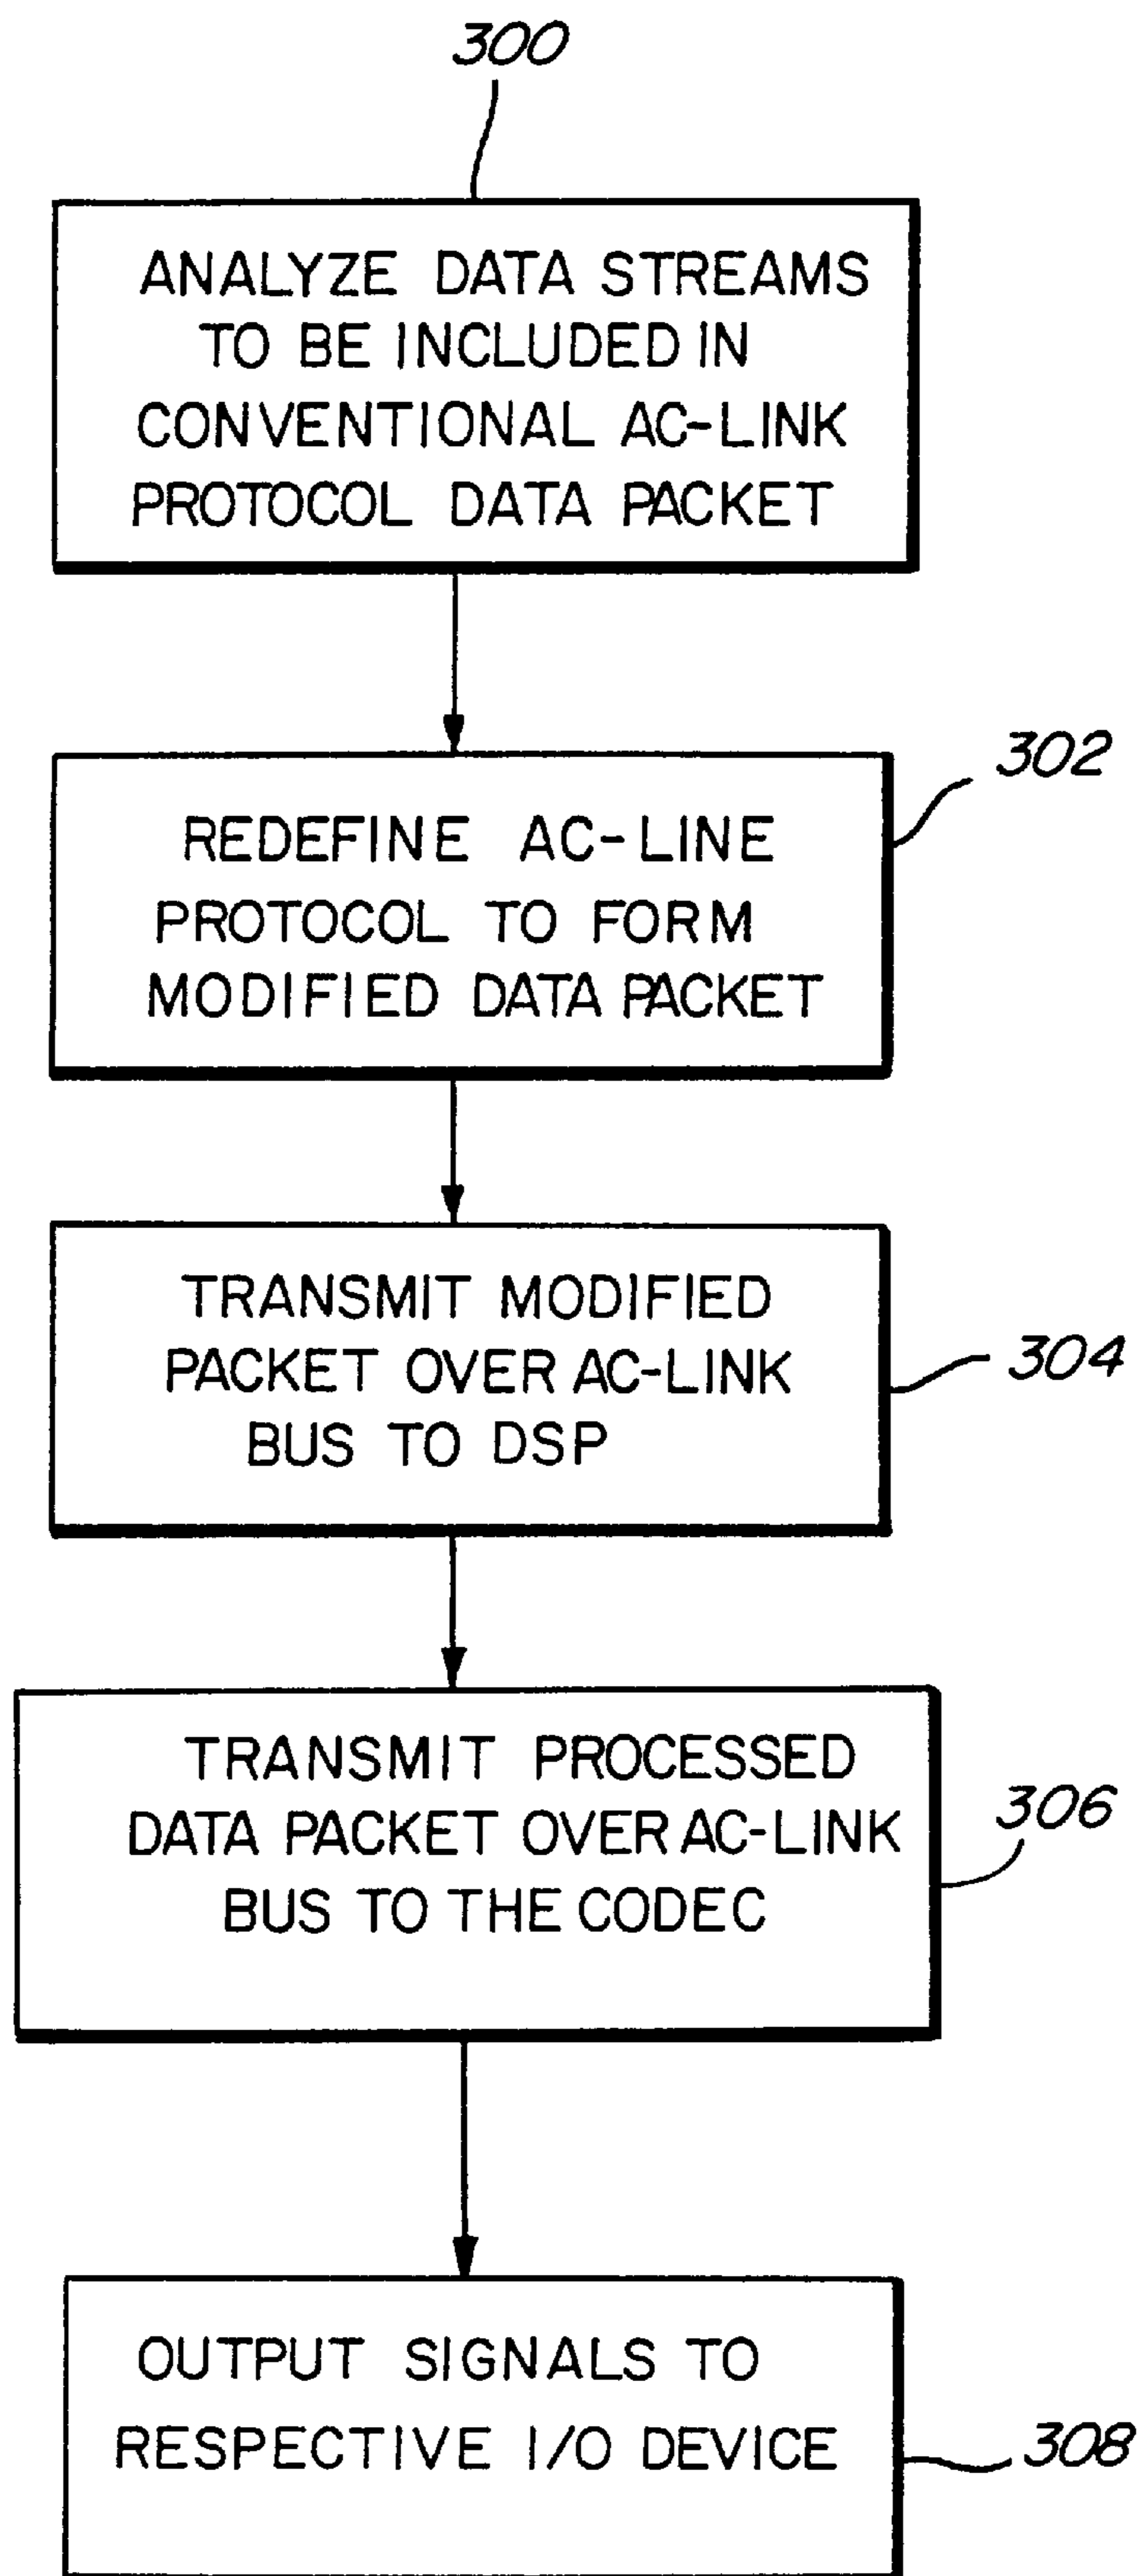 300
ANALYZE DATA STREAMS
TO BE INCLUDED IN
CONVENTIONAL AC-LINK
PROTOCOL DATA PACKET
302
REDEFINE AC-LINE
PROTOCOL TO FORM
MODIFIED DATA PACKET
TRANSMIT MODIFIED
PACKET OVER AC-LINK
BUS TO DSP
304
TRANSMIT PROCESSED
DATA PACKET OVER AC-LINK
BUS TO THE CODEC
306
OUTPUT SIGNALS TO
RESPECTIVE I/O DEVICE
308